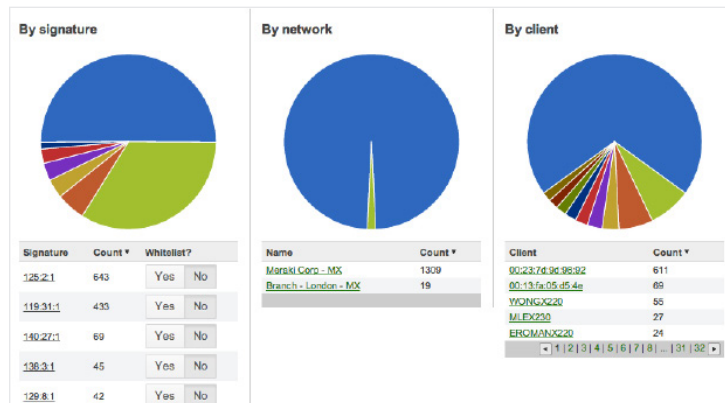 By signature
Signature Count ▼ Whitelist?
125:2:1 643 Yes No
119:31:1 433 Yes No
140:27:1 69 Yes No
136:3:1 45 Yes No
129:8:1 42 Yes No
By network
Name Count ▼
Meraki Corp - MX 1309
Branch - London - MX 19
By client
Client Count ▼
00:23:7d:9d:98:92 611
00:13:fa:05:d5:4e 69
WONGX220 55
MLEX230 27
EROMANX220 24
◄ 1 | 2 | 3 | 4 | 5 | 6 | 7 | 8 | ... | 31 | 32 ►